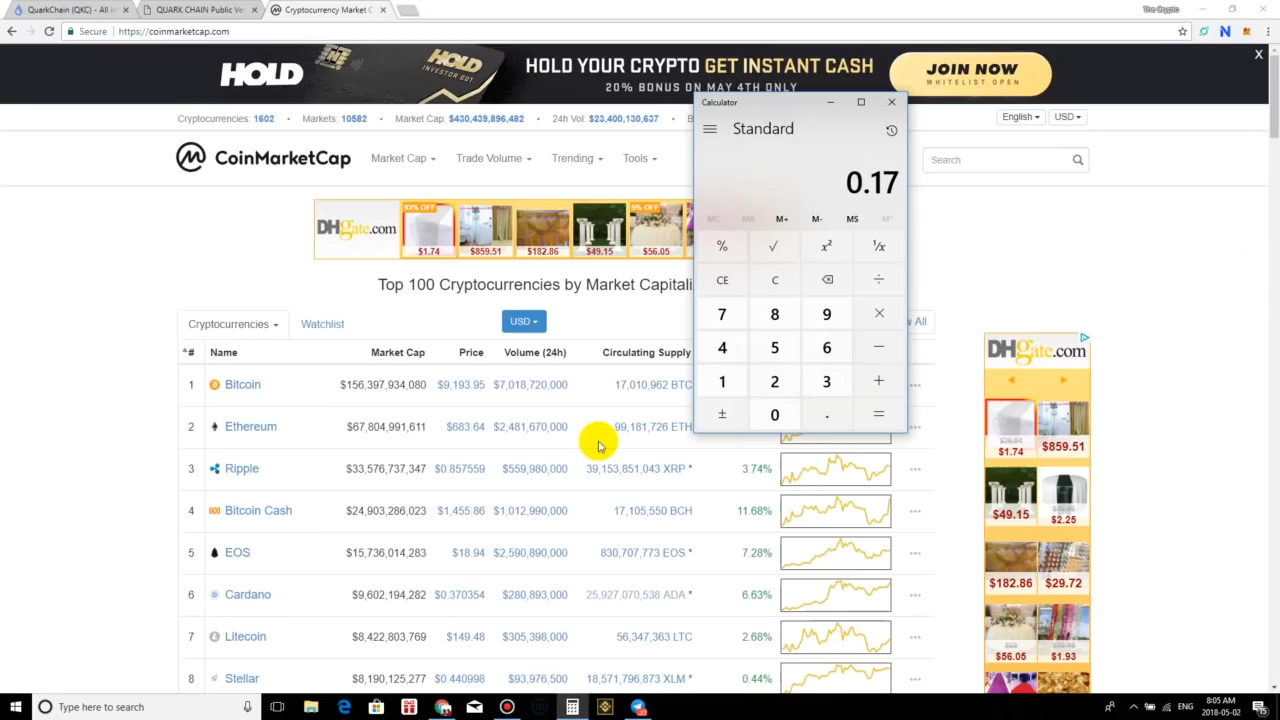 QuarkChain (QKC) - All in
QUARK CHAIN Public Ve
Cryptocurrency Market C
The Crypto
Secure
https://coinmarketcap.com
HOLD
HOLD
INVESTOR 001
HOLD YOUR CRYPTO GET INSTANT CASH
20% BONUS ON MAY 4TH ONLY
JOIN NOW
WHITELIST OPEN
X
Cryptocurrencies: 1602 • Markets: 10582 • Market Cap: $430,439,896,482 • 24h Vol: $23,400,130,637 • B
English
USD
CoinMarketCap
Market Cap
Trade Volume
Trending
Tools
Search
DHgate.com
93% OFF
$1.74
$859.51
$182.86
$49.15
$56.05
Top 100 Cryptocurrencies by Market Capitali
Cryptocurrencies
Watchlist
USD
w All
# Name Market Cap Price Volume (24h) Circulating Supply
1 Bitcoin $156,397,934,080 $9,193.95 $7,018,720,000 17,010,962 BTC
2 Ethereum $67,804,991,611 $683.64 $2,481,670,000 99,181,726 ETH
3 Ripple $33,576,737,347 $0.857559 $559,980,000 39,153,851,043 XRP * 3.74%
4 Bitcoin Cash $24,903,286,023 $1,455.86 $1,012,990,000 17,105,550 BCH 11.68%
5 EOS $15,736,014,283 $18.94 $2,590,890,000 830,707,773 EOS * 7.28%
6 Cardano $9,602,194,282 $0.370354 $280,893,000 25,927,070,538 ADA * 6.63%
7 Litecoin $8,422,803,769 $149.48 $305,398,000 56,347,363 LTC 2.68%
8 Stellar $8,190,125,277 $0.440998 $93,976,500 18,571,796,873 XLM * 0.44%
Calculator
Standard
0.17
MC MR M+ M- MS M
% √ x² ¹/x
CE C ÷
7 8 9 ×
4 5 6 −
1 2 3 +
± 0 . =
DHgate.com
$1.74
$859.51
$49.15
$2.25
$182.86
$29.72
$56.05
$1.93
Type here to search
ENG
8:05 AM
2018-05-02
15